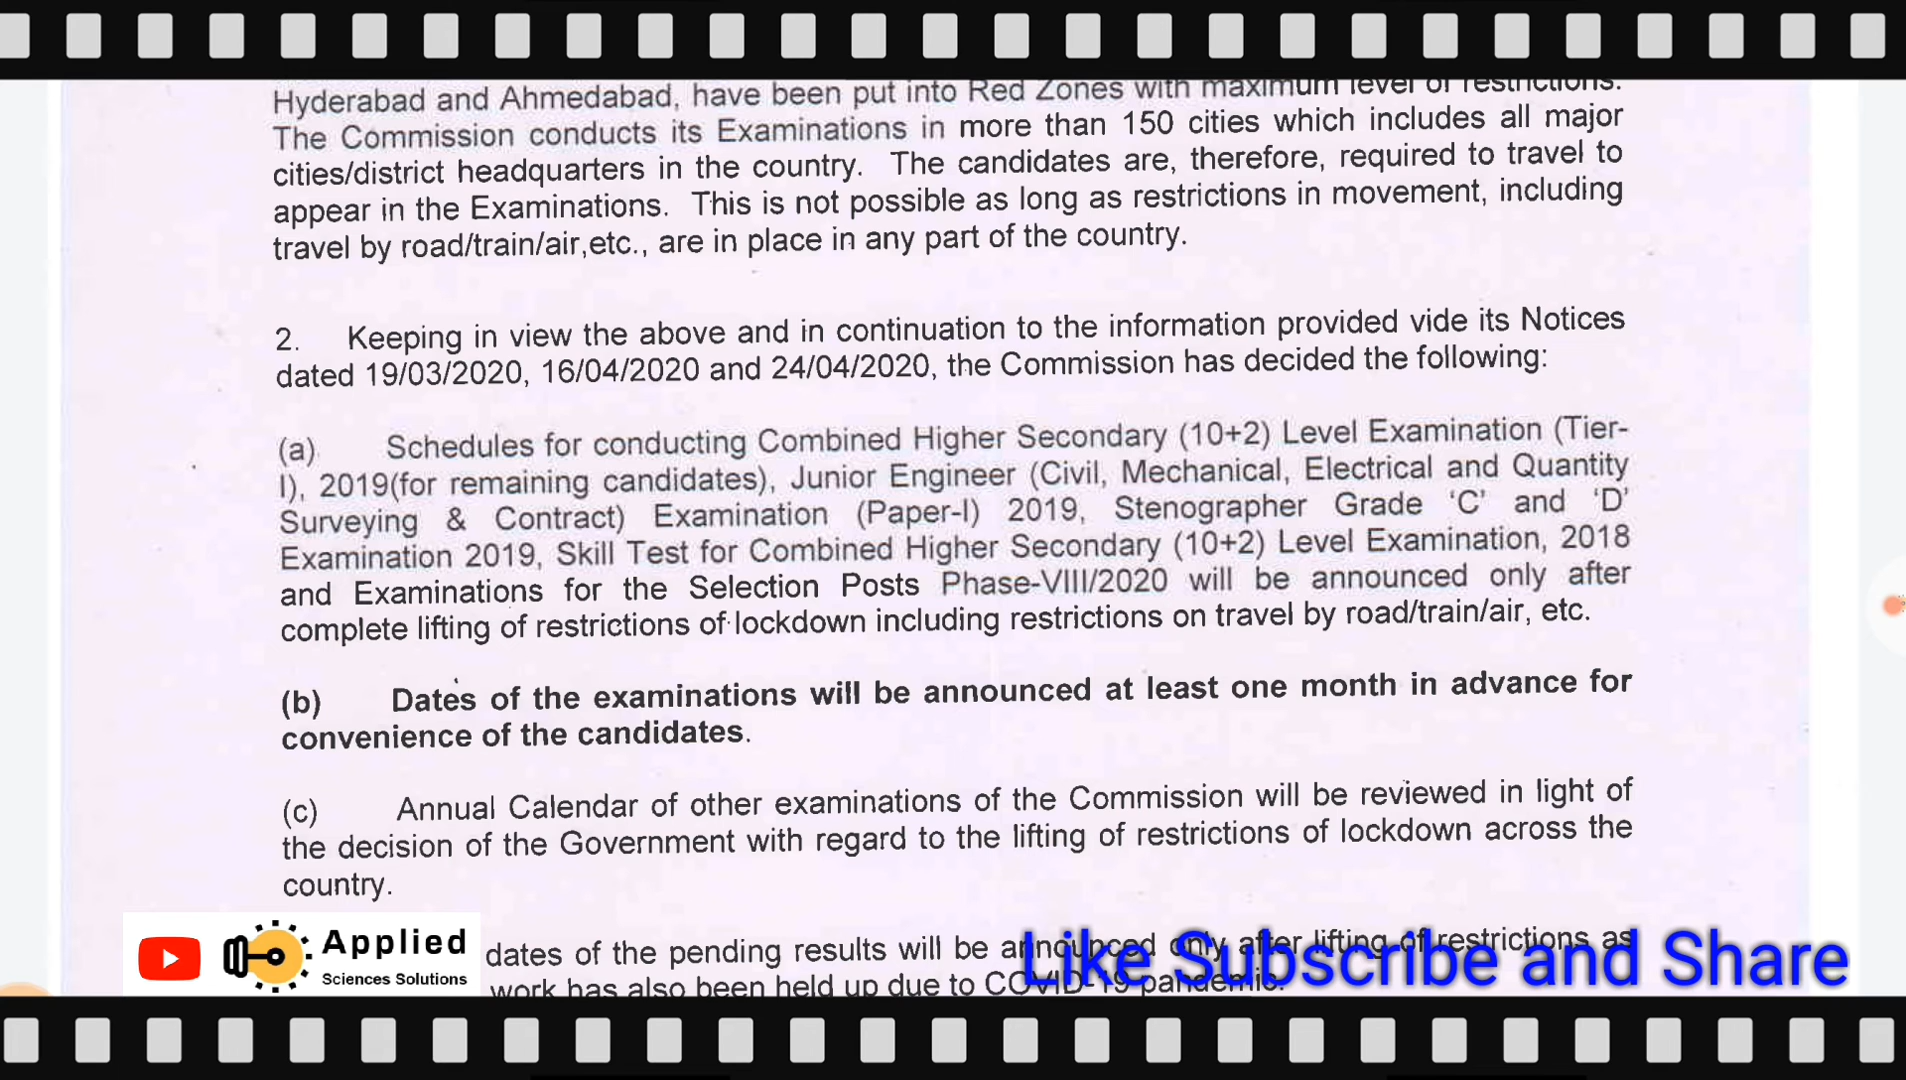 Hyderabad and Ahmedabad, have been put into Red Zones with maximum level of restrictions.
The Commission conducts its Examinations in more than 150 cities which includes all major
cities/district headquarters in the country. The candidates are, therefore, required to travel to
appear in the Examinations. This is not possible as long as restrictions in movement, including
travel by road/train/air,etc., are in place in any part of the country.
2. Keeping in view the above and in continuation to the information provided vide its Notices
dated 19/03/2020, 16/04/2020 and 24/04/2020, the Commission has decided the following:
(a) Schedules for conducting Combined Higher Secondary (10+2) Level Examination (Tier-
I), 2019(for remaining candidates), Junior Engineer (Civil, Mechanical, Electrical and Quantity
Surveying & Contract) Examination (Paper-I) 2019, Stenographer Grade 'C' and 'D'
Examination 2019, Skill Test for Combined Higher Secondary (10+2) Level Examination, 2018
and Examinations for the Selection Posts Phase-VIII/2020 will be announced only after
complete lifting of restrictions of lockdown including restrictions on travel by road/train/air, etc.
(b) Dates of the examinations will be announced at least one month in advance for
convenience of the candidates.
(c) Annual Calendar of other examinations of the Commission will be reviewed in light of
the decision of the Government with regard to the lifting of restrictions of lockdown across the
country.
dates of the pending results will be announced only after lifting of restrictions as
work has also been held up due to COVID-19 pandemic.
Applied
Sciences Solutions
Like Subscribe and Share